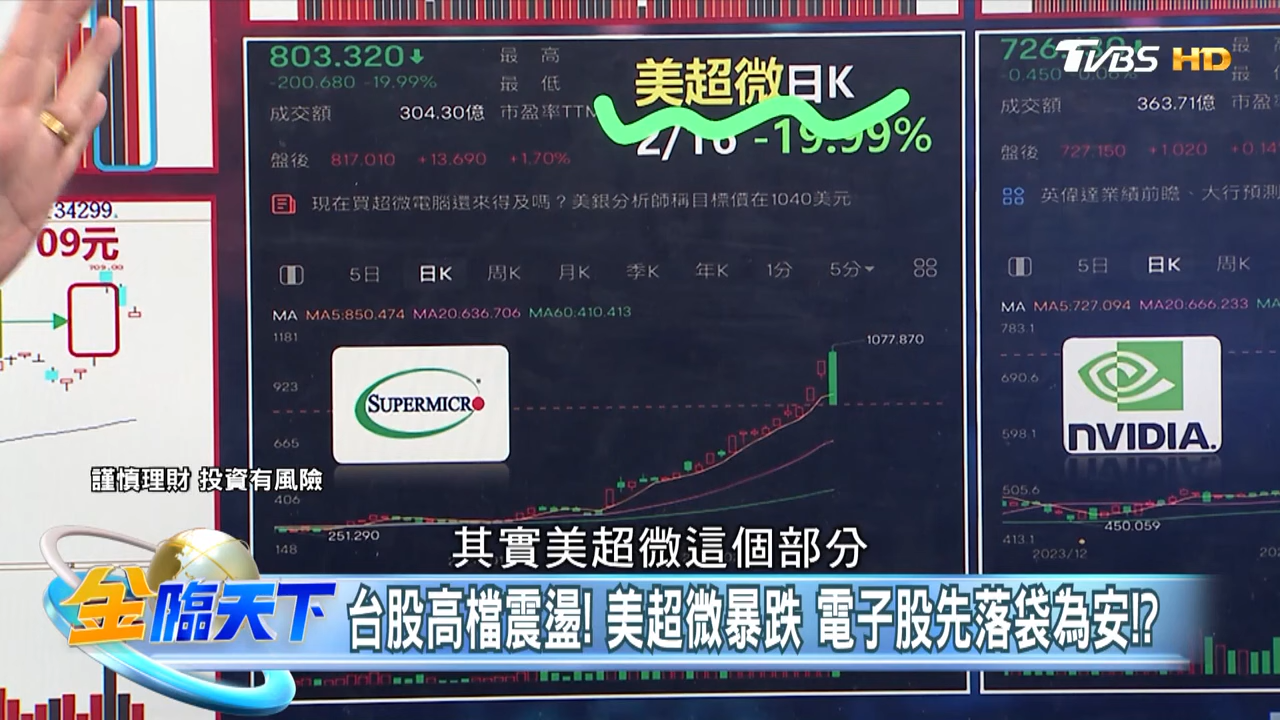 803.320↓
-200.680 -19.99%
最 高
最 低
成交額 304.30億 市盈率TTM
盤後 817.010 +13.690 +1.70%
美超微日K
2/16 -19.99%
現在買超微電腦還來得及嗎？美銀分析師稱目標價在1040美元
5日 日K 周K 月K 季K 年K 1分 5分
MA MA5:850.474 MA20:636.706 MA60:410.413
1181
1077.870
923
665
406
148
251.290
SUPERMICR
TVBS HD
726
-0.450
成交額 363.71億 市盈
盤後 727.150 +1.020 +0.14
英偉達業績前瞻、大行預測
5日 日K 周K
MA MA5:727.094 MA20:666.233 MA
783.1
690.6
598.1
505.6
413.1
450.059
2023/12
NVIDIA.
34299
09元
709.00
謹慎理財 投資有風險
其實美超微這個部分
金臨天下
台股高檔震盪! 美超微暴跌 電子股先落袋為安!?